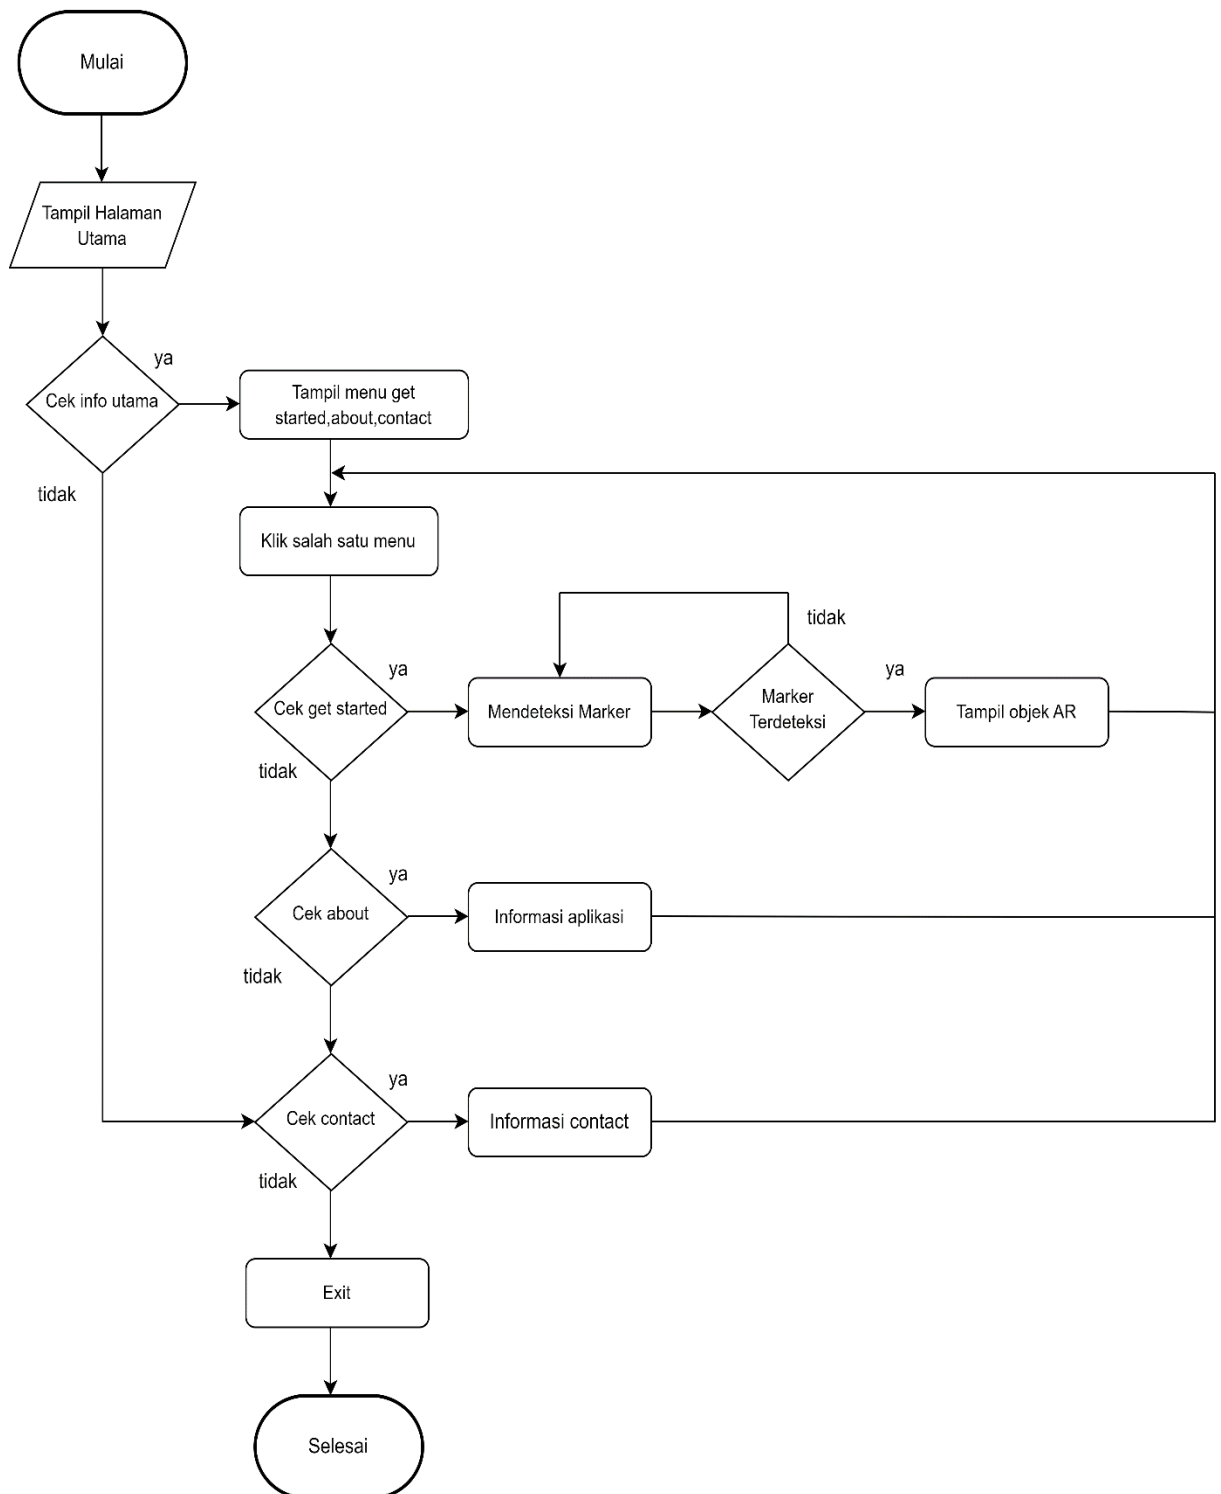 Mulai
Tampil Halaman
Utama
ya
Cek info utama
Tampil menu get
started,about,contact
tidak
Klik salah satu menu
tidak
ya
Cek get started
Mendeteksi Marker
Marker
Terdeteksi
ya
Tampil objek AR
tidak
ya
Cek about
Informasi aplikasi
tidak
ya
Cek contact
Informasi contact
tidak
Exit
Selesai